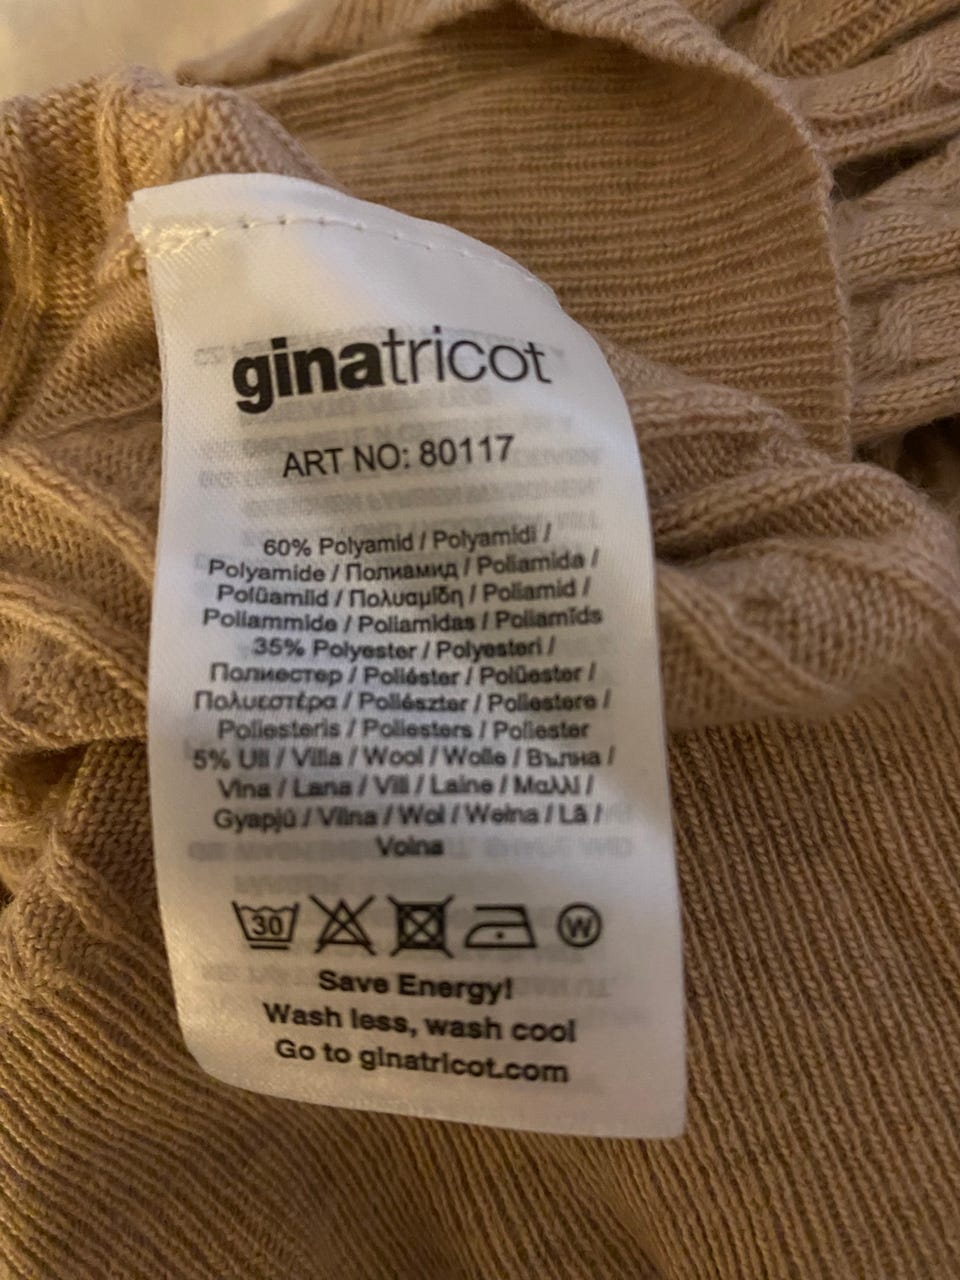 ginatricot
ART NO: 80117
60% Polyamid / Polyamidi /
Polyamide / Полиамид / Poliamida /
Polüamiid / Πολυαμίδη / Poliamid /
Poliammide / Poliamidas / Poliamīds
35% Polyester / Polyesteri /
Полиестер / Poliéster / Polüester /
Πολυεστέρα / Poliészter / Poliestere /
Poliesteris / Poliesters / Poliester
5% Ull / Villa / Wool / Wolle / Вълна /
Vlna / Lana / Vill / Laine / Μαλλί /
Gyapjú / Vilna / Wol / Wełna / Lã /
Volna
30 W
Save Energy!
Wash less, wash cool
Go to ginatricot.com